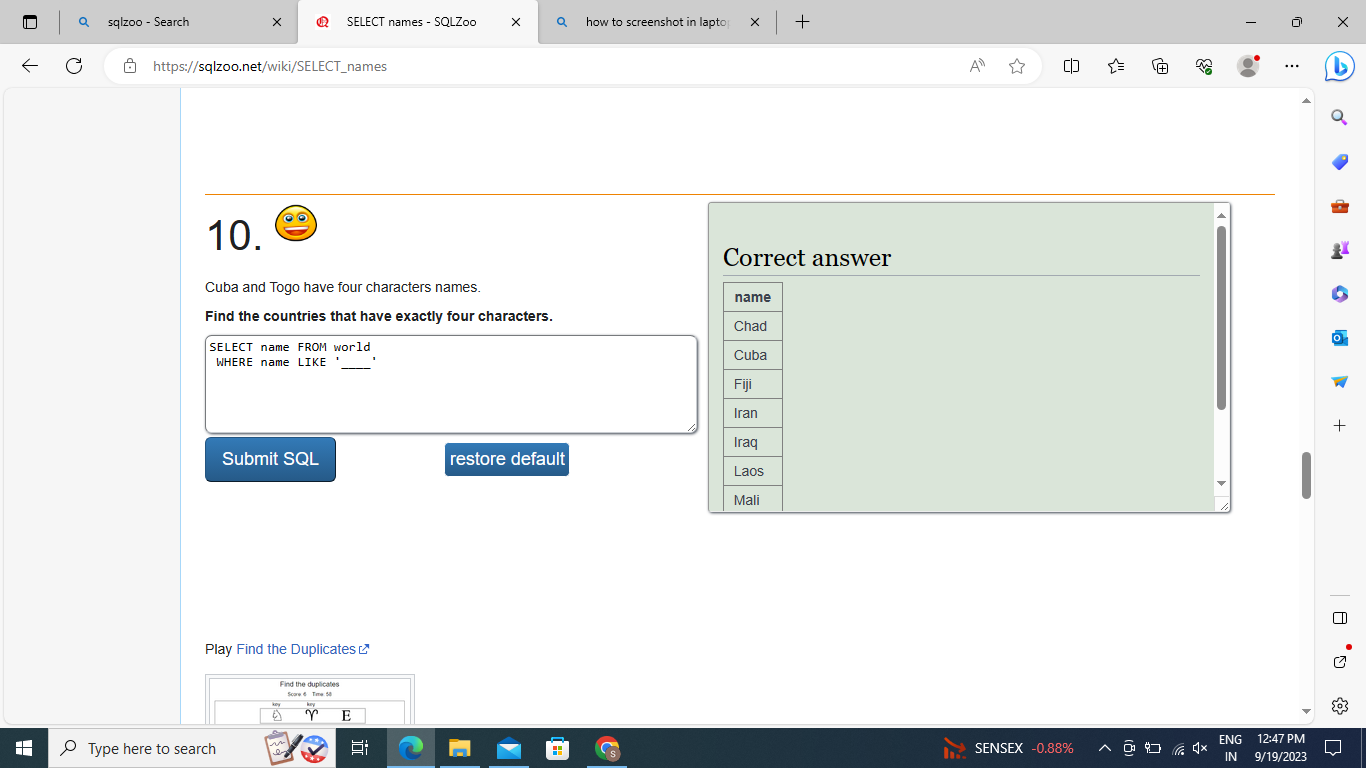 sqlzoo - Search
SELECT names - SQLZoo
how to screenshot in lapto
https://sqlzoo.net/wiki/SELECT_names
10.
Cuba and Togo have four characters names.
Find the countries that have exactly four characters.
SELECT name FROM world
WHERE name LIKE '____'
Submit SQL
restore default
Correct answer
name
Chad
Cuba
Fiji
Iran
Iraq
Laos
Mali
Play Find the Duplicates
Find the duplicates
Score: 6 Time: 58
key key
E
Type here to search
SENSEX -0.88%
ENG
IN
12:47 PM
9/19/2023